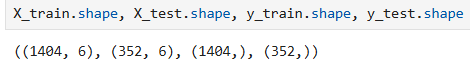 X_train.shape, X_test.shape, y_train.shape, y_test.shape
((1404, 6), (352, 6), (1404,), (352,))